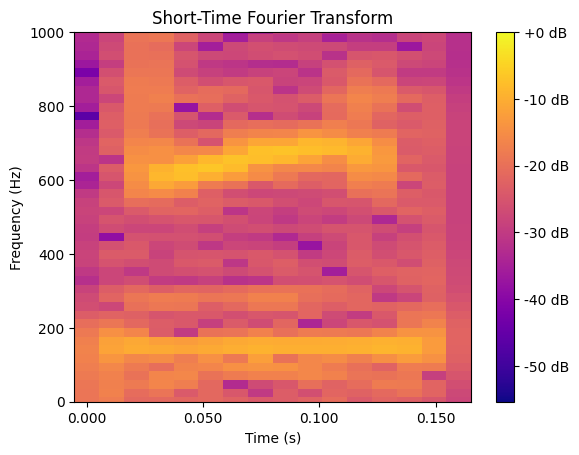 Short-Time Fourier Transform
1000
800
600
400
200
0
Frequency (Hz)
0.000
0.050
0.100
0.150
Time (s)
+0 dB
-10 dB
-20 dB
-30 dB
-40 dB
-50 dB